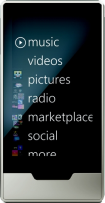 music
videos
pictures
radio
marketplace
social
more